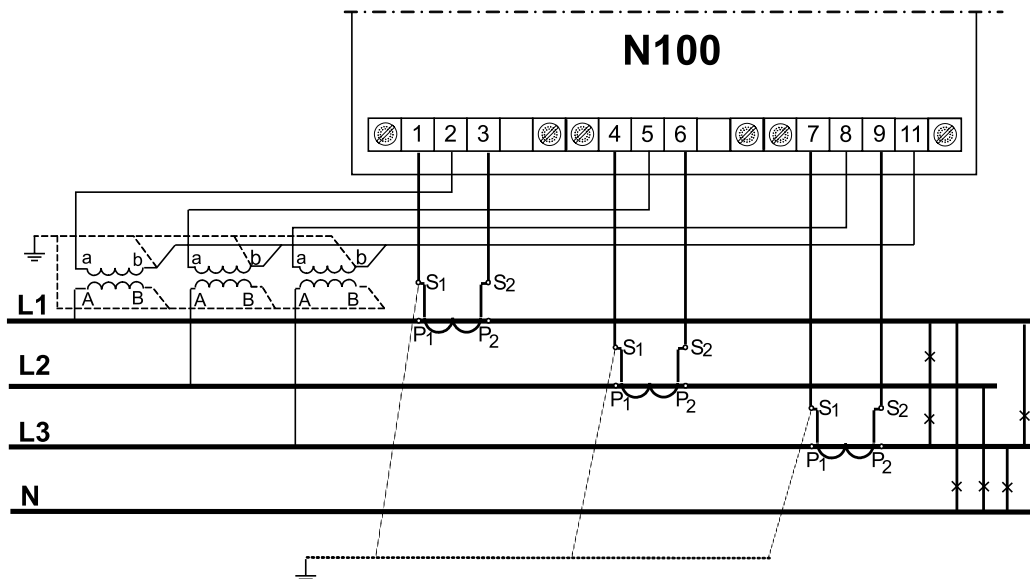 N100
1 2 3 4 5 6 7 8 9 11
a b a b a b
A B A B A B
S1 S2
L1
P1 P2
S1 S2
L2
P1 P2
S1 S2
L3
P1 P2
N